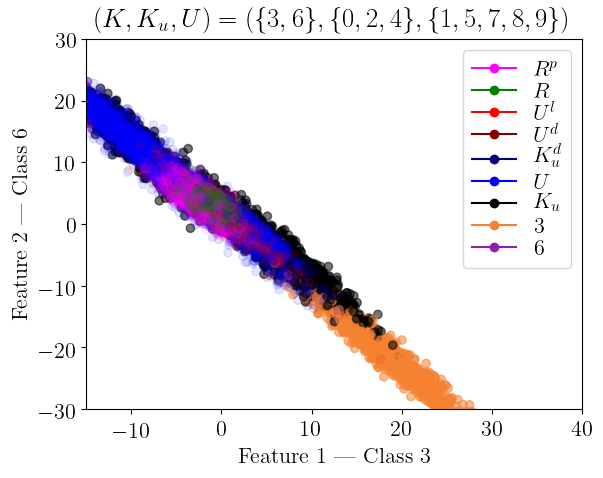 (K, K_u, U) = ({3, 6}, {0, 2, 4}, {1, 5, 7, 8, 9})
30
20
10
0
−10
−20
−30
Feature 2 — Class 6
R^p
R
U^l
U^d
K_u^d
U
K_u
3
6
−10
0
10
20
30
40
Feature 1 — Class 3